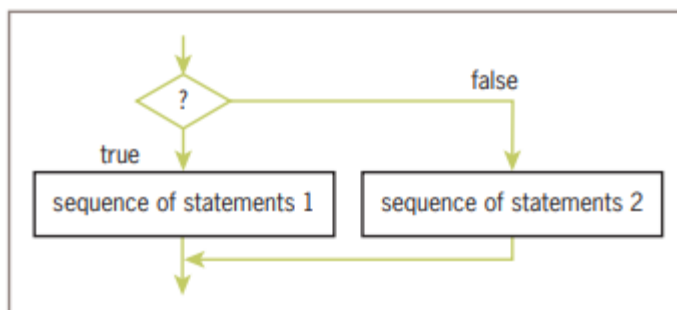 ?
false
true
sequence of statements 1
sequence of statements 2